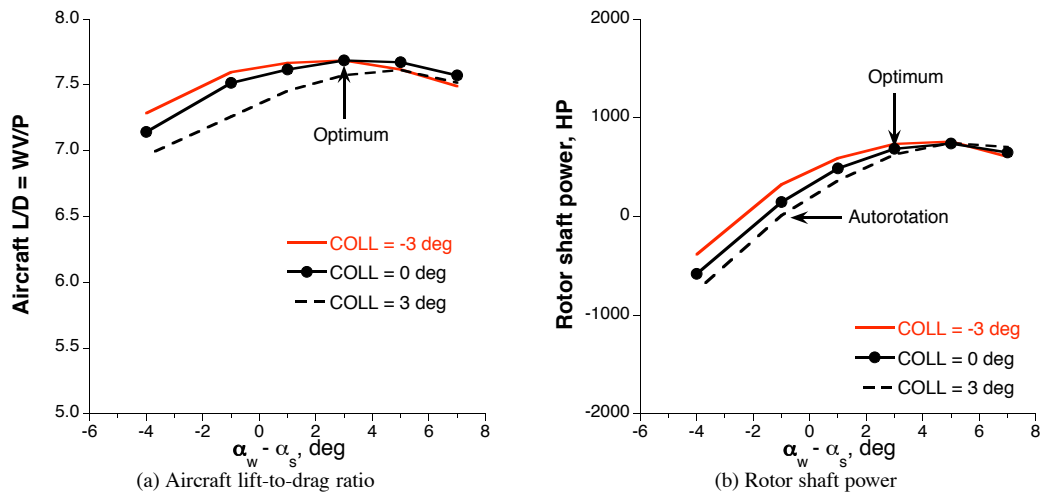 Aircraft L/D = WV/P
8.0
7.5
7.0
6.5
6.0
5.5
5.0
Optimum
COLL = -3 deg
COLL = 0 deg
COLL = 3 deg
-6 -4 -2 0 2 4 6 8
αw - αs, deg
(a) Aircraft lift-to-drag ratio
Rotor shaft power, HP
2000
1000
0
-1000
-2000
Optimum
Autorotation
COLL = -3 deg
COLL = 0 deg
COLL = 3 deg
-6 -4 -2 0 2 4 6 8
αw - αs, deg
(b) Rotor shaft power